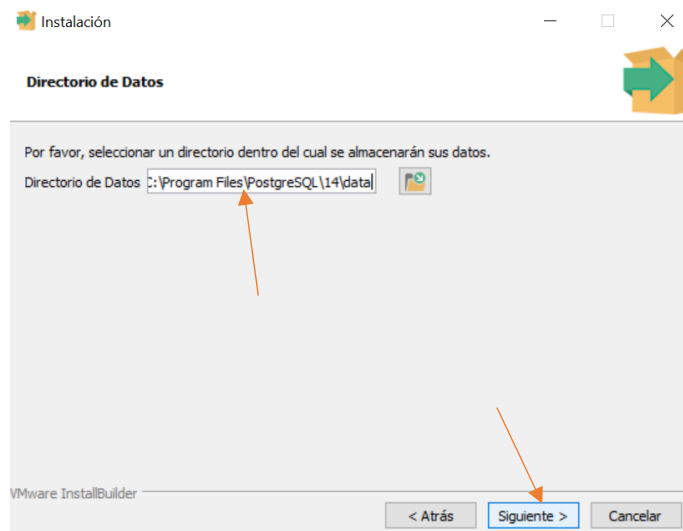 Instalación
Directorio de Datos
Por favor, seleccionar un directorio dentro del cual se almacenarán sus datos.
Directorio de Datos C:\Program Files\PostgreSQL\14\data
VMware InstallBuilder
< Atrás Siguiente > Cancelar